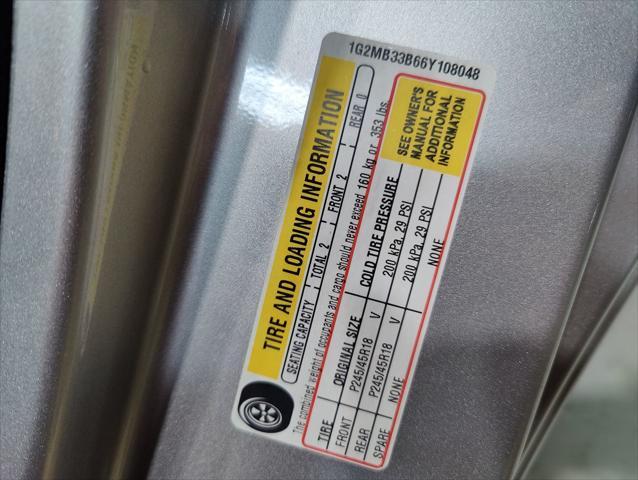 1G2MB33B66Y108048
TIRE AND LOADING INFORMATION
SEATING CAPACITY TOTAL 2 FRONT 2 REAR 0
The combined weight of occupants and cargo should never exceed 160 kg or 353 lbs.
TIRE ORIGINAL SIZE COLD TIRE PRESSURE
FRONT P245/45R18 V 200 kPa, 29 PSI
REAR P245/45R18 V 200 kPa, 29 PSI
SPARE NONE NONE
SEE OWNER'S
MANUAL FOR
ADDITIONAL
INFORMATION